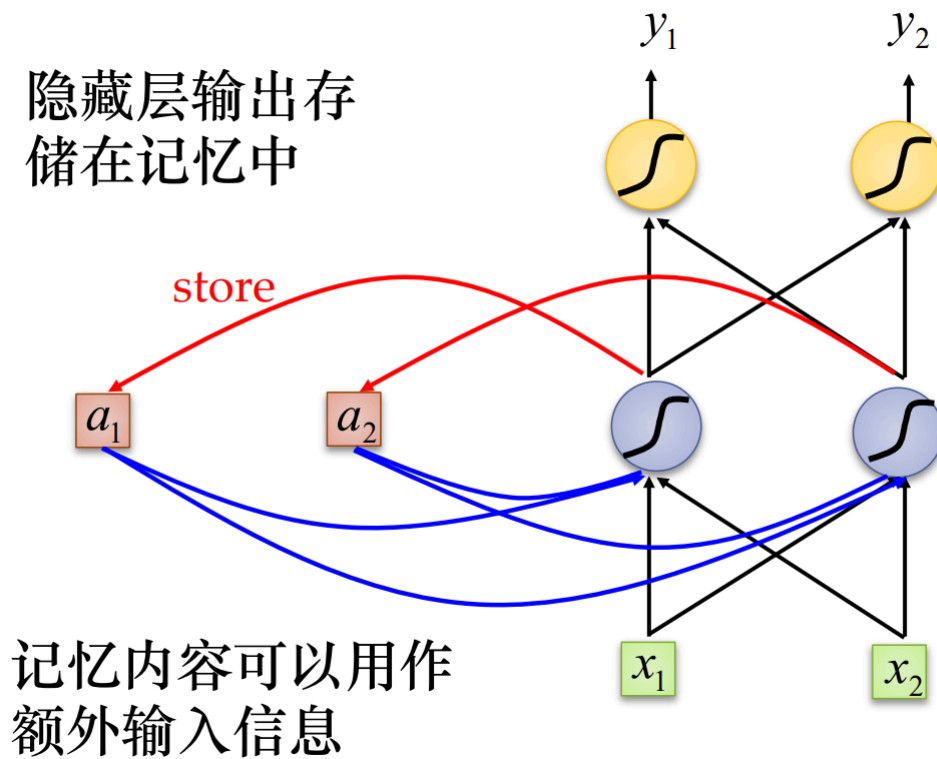 y₁ y₂
隐藏层输出存
储在记忆中
store
a₁ a₂
x₁ x₂
记忆内容可以用作
额外输入信息